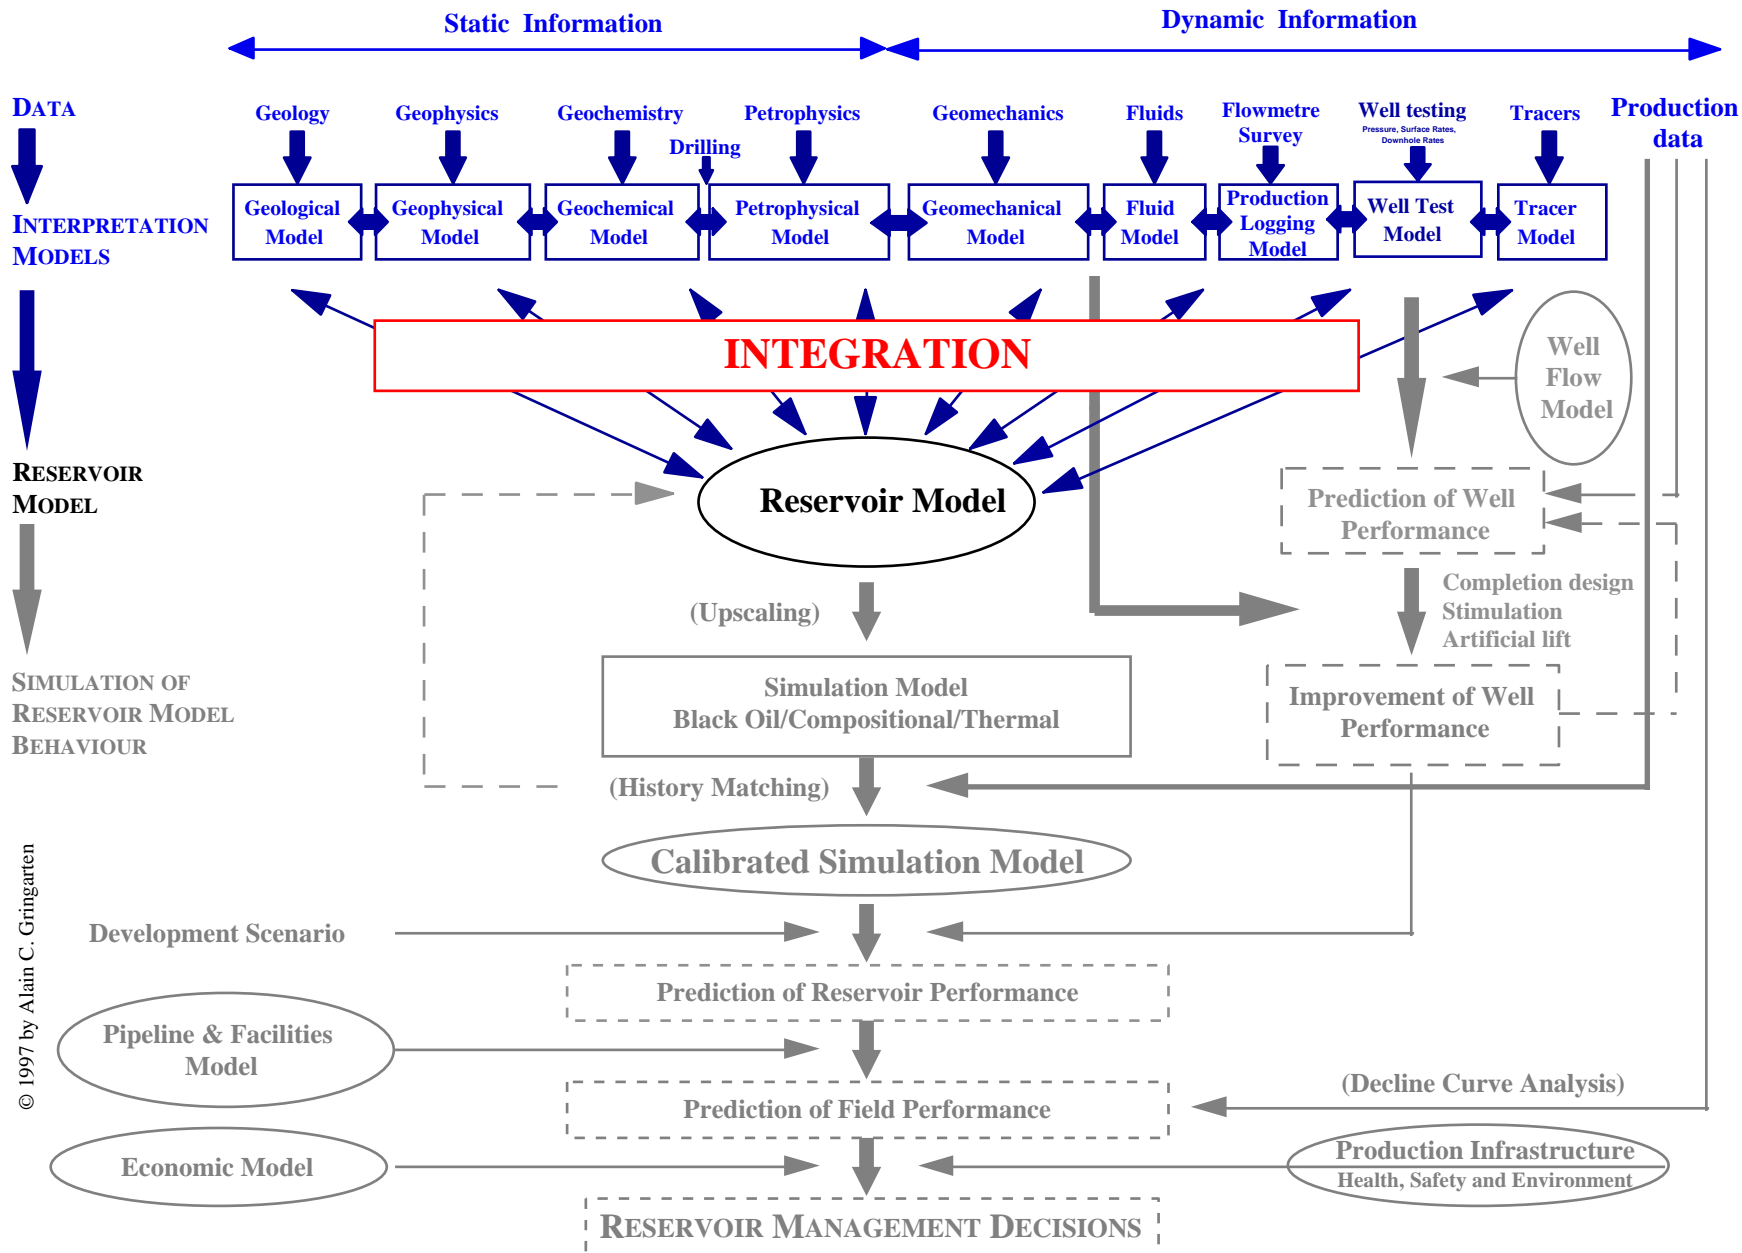 Static Information
Dynamic Information
DATA
Geology
Geophysics
Geochemistry
Petrophysics
Geomechanics
Fluids
Flowmetre
Survey
Well testing
Pressure, Surface Rates,
Downhole Rates
Tracers
Production
data
Drilling
INTERPRETATION
MODELS
Geological
Model
Geophysical
Model
Geochemical
Model
Petrophysical
Model
Geomechanical
Model
Fluid
Model
Production
Logging
Model
Well Test
Model
Tracer
Model
INTEGRATION
Well
Flow
Model
RESERVOIR
MODEL
Reservoir Model
Prediction of Well
Performance
(Upscaling)
Completion design
Stimulation
Artificial lift
SIMULATION OF
RESERVOIR MODEL
BEHAVIOUR
Simulation Model
Black Oil/Compositional/Thermal
Improvement of Well
Performance
(History Matching)
Calibrated Simulation Model
© 1997 by Alain C. Gringarten
Development Scenario
Prediction of Reservoir Performance
Pipeline & Facilities
Model
(Decline Curve Analysis)
Prediction of Field Performance
Economic Model
Production Infrastructure
Health, Safety and Environment
RESERVOIR MANAGEMENT DECISIONS